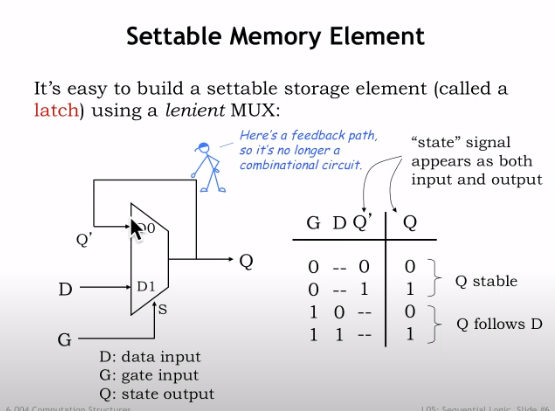 Settable Memory Element
It's easy to build a settable storage element (called a
latch) using a lenient MUX:
Here's a feedback path,
so it's no longer a
combinational circuit.
"state" signal
appears as both
input and output
D0
Q'
Q
D
D1
S
G
D: data input
G: gate input
Q: state output
G D Q' Q
0 -- 0 0
0 -- 1 1
Q stable
1 0 -- 0
1 1 -- 1
Q follows D
6.004 Computation Structures
L05: Sequential Logic, Slide #6